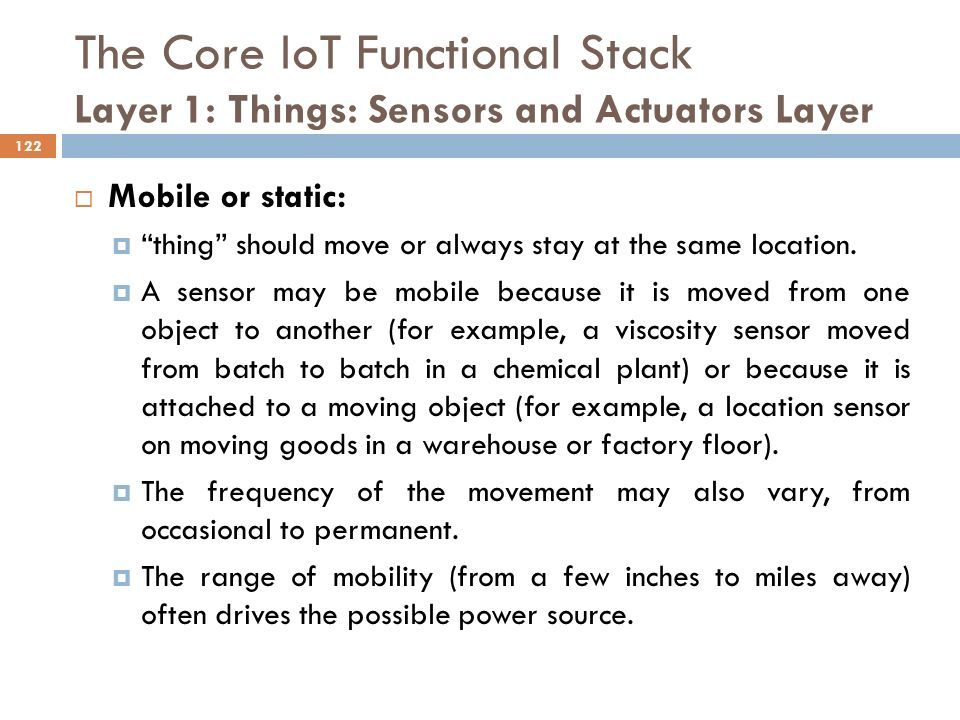 The Core IoT Functional Stack
Layer 1: Things: Sensors and Actuators Layer
122
Mobile or static:
“thing” should move or always stay at the same location.
A sensor may be mobile because it is moved from one
object to another (for example, a viscosity sensor moved
from batch to batch in a chemical plant) or because it is
attached to a moving object (for example, a location sensor
on moving goods in a warehouse or factory floor).
The frequency of the movement may also vary, from
occasional to permanent.
The range of mobility (from a few inches to miles away)
often drives the possible power source.